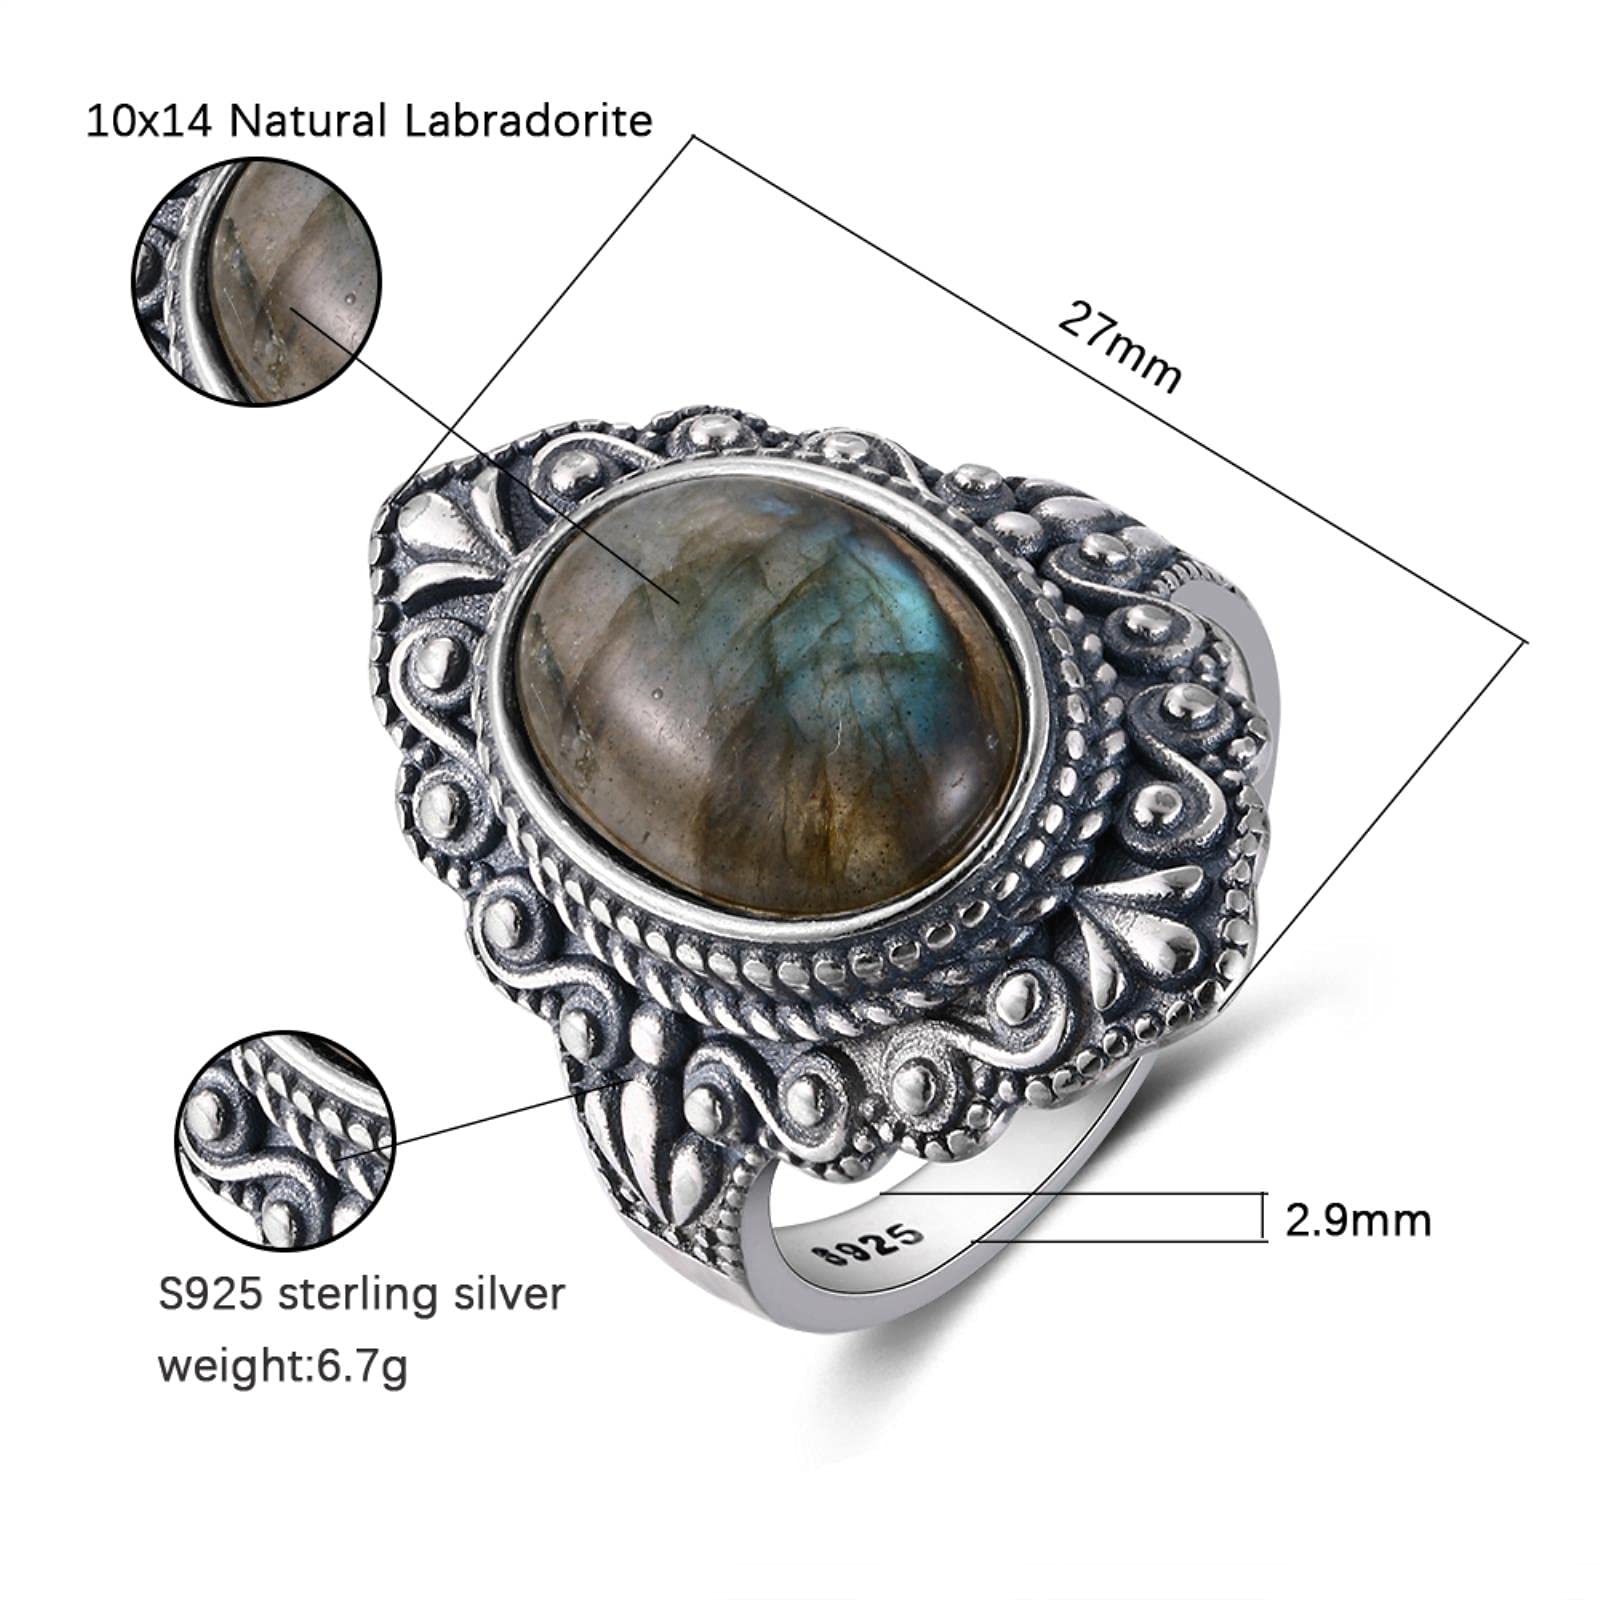 10x14 Natural Labradorite
27mm
S925
2.9mm
S925 sterling silver
weight:6.7g